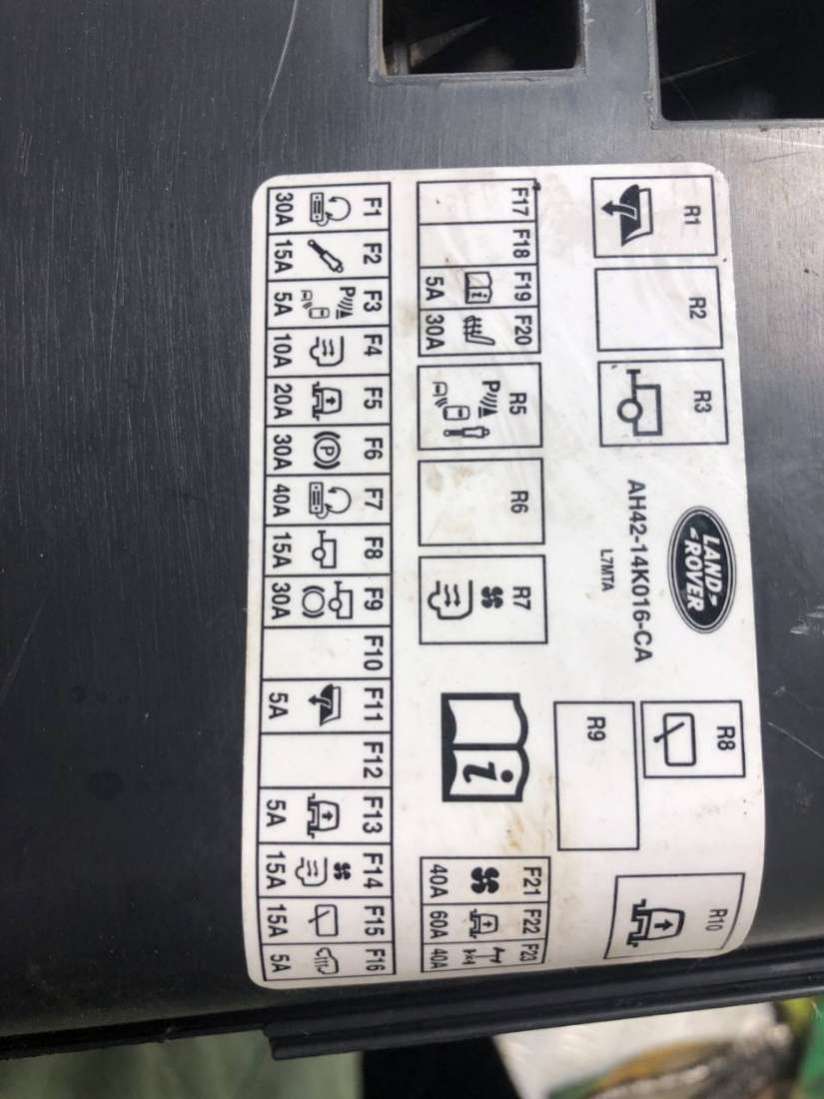 R1
R2
R3
LAND-
-ROVER
AH42-14K016-CA
L7MTA
R8
R9
R10
F17 F18 F19 F20
5A 30A
R5
P
R6
R7
i
F21 F22 F23
40A 60A 40A
F1 F2 F3 F4 F5 F6 F7 F8 F9 F10 F11 F12 F13 F14 F15 F16
P P
30A 15A 5A 10A 20A 30A 40A 15A 30A 5A 5A 15A 15A 5A